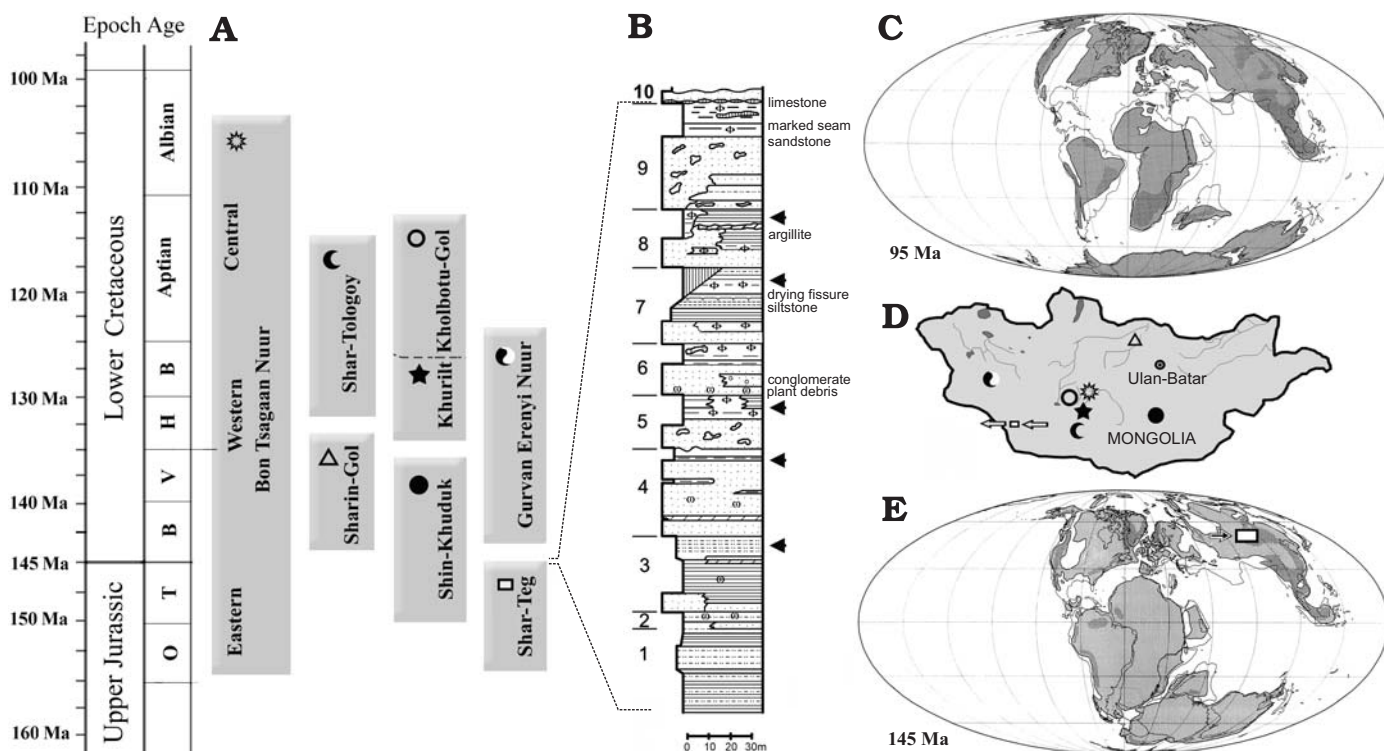 Epoch Age
A
100 Ma
110 Ma
120 Ma
130 Ma
140 Ma
145 Ma
150 Ma
160 Ma
Lower Cretaceous
Upper Jurassic
Albian
Aptian
B
H
V
B
T
O
Central
Western
Eastern
Bon Tsagaan Nuur
Shar-Tologoy
Sharin-Gol
Kholbotu-Gol
Khurilt
Shin-Khuduk
Gurvan Erenyi Nuur
Shar-Teg
B
10
9
8
7
6
5
4
3
2
1
limestone
marked seam
sandstone
argillite
drying fissure
siltstone
conglomerate
plant debris
0 10 20 30m
C
95 Ma
D
Ulan-Batar
MONGOLIA
E
145 Ma